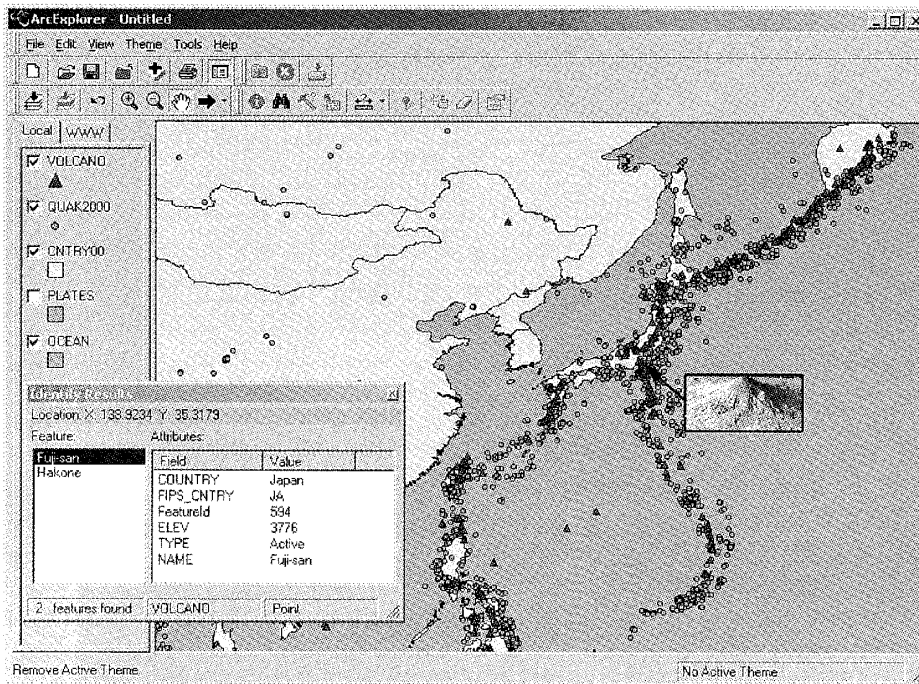 ArcExplorer - Untitled
File Edit View Theme Tools Help
Local WWW
VOLCANO
QUAK2000
CNTRY00
PLATES
OCEAN
Identify Results
Location: X: 138.9234 Y: 35.3179
Feature: Attributes:
Fuji-san
Hakone
Field Value
COUNTRY Japan
FIPS_CNTRY JA
FeatureId 594
ELEV 3776
TYPE Active
NAME Fuji-san
2 features found VOLCANO Point
Remove Active Theme No Active Theme